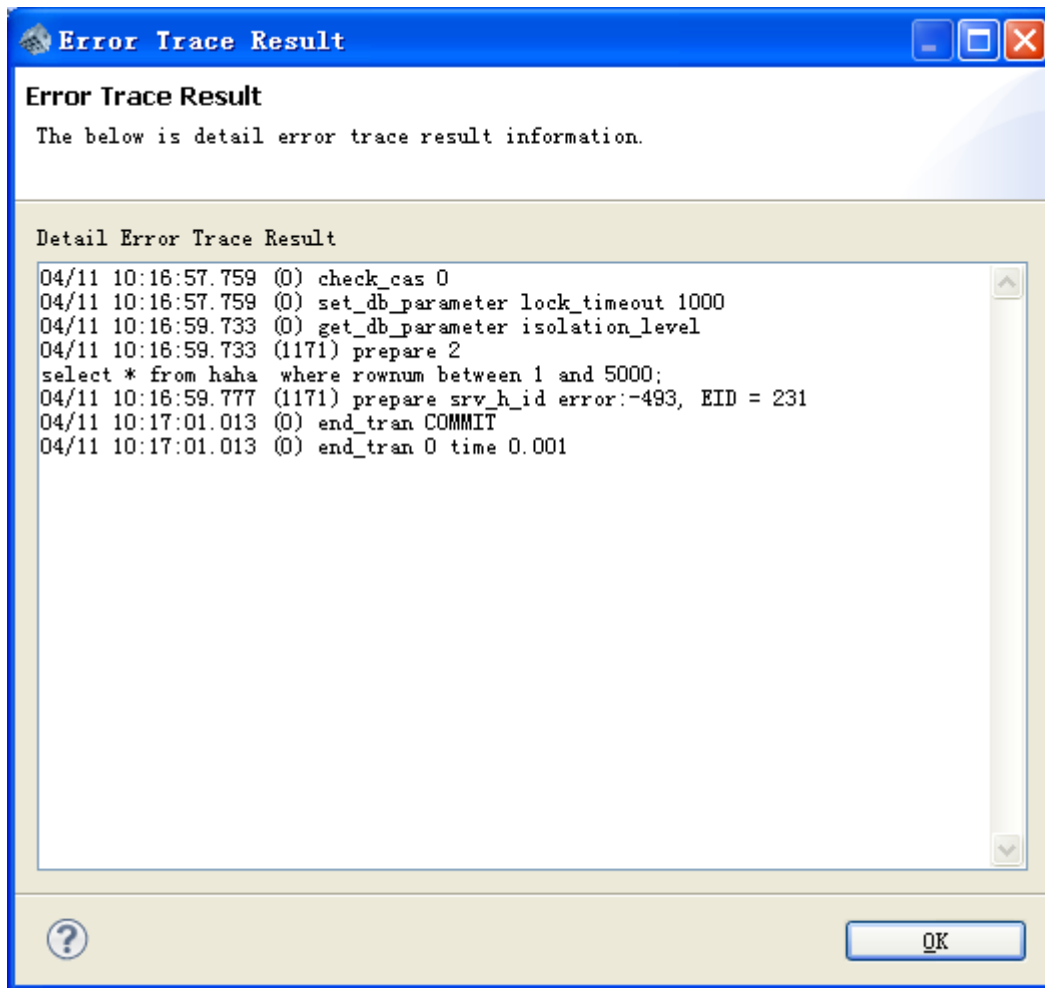 Error Trace Result
Error Trace Result
The below is detail error trace result information.
Detail Error Trace Result
04/11 10:16:57.759 (0) check_cas 0
04/11 10:16:57.759 (0) set_db_parameter lock_timeout 1000
04/11 10:16:59.733 (0) get_db_parameter isolation_level
04/11 10:16:59.733 (1171) prepare 2
select * from haha  where rownum between 1 and 5000;
04/11 10:16:59.777 (1171) prepare srv_h_id error:-493, EID = 231
04/11 10:17:01.013 (0) end_tran COMMIT
04/11 10:17:01.013 (0) end_tran 0 time 0.001
?
OK